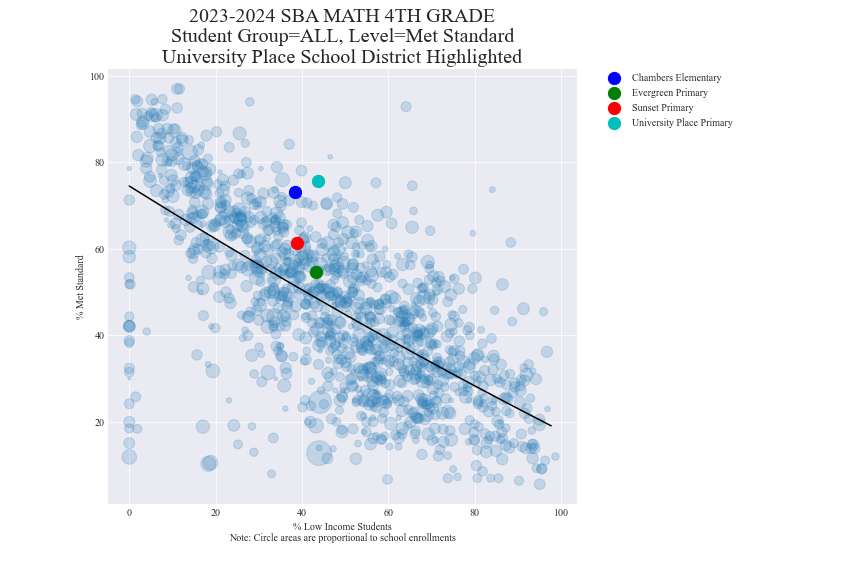 2023-2024 SBA MATH 4TH GRADE
Student Group=ALL, Level=Met Standard
University Place School District Highlighted
Chambers Elementary
Evergreen Primary
Sunset Primary
University Place Primary
100
80
60
40
20
% Met Standard
0 20 40 60 80 100
% Low Income Students
Note: Circle areas are proportional to school enrollments